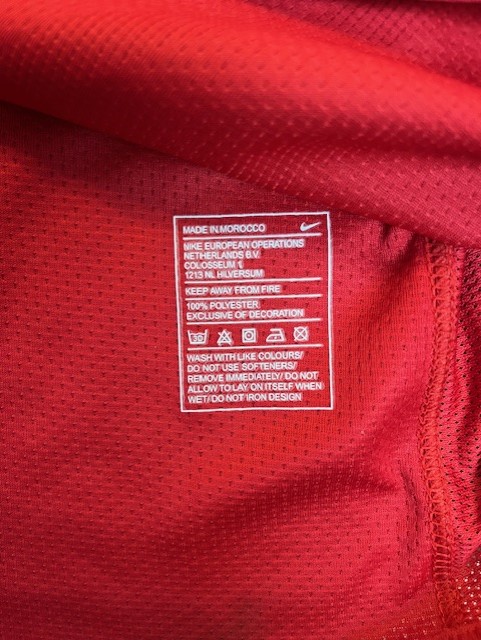 MADE IN MOROCCO
NIKE EUROPEAN OPERATIONS
NETHERLANDS B.V.
COLOSSEUM 1
1213 NL HILVERSUM
KEEP AWAY FROM FIRE
100% POLYESTER
EXCLUSIVE OF DECORATION
30
WASH WITH LIKE COLOURS/
DO NOT USE SOFTENERS/
REMOVE IMMEDIATELY/ DO NOT
ALLOW TO LAY ON ITSELF WHEN
WET/ DO NOT IRON DESIGN